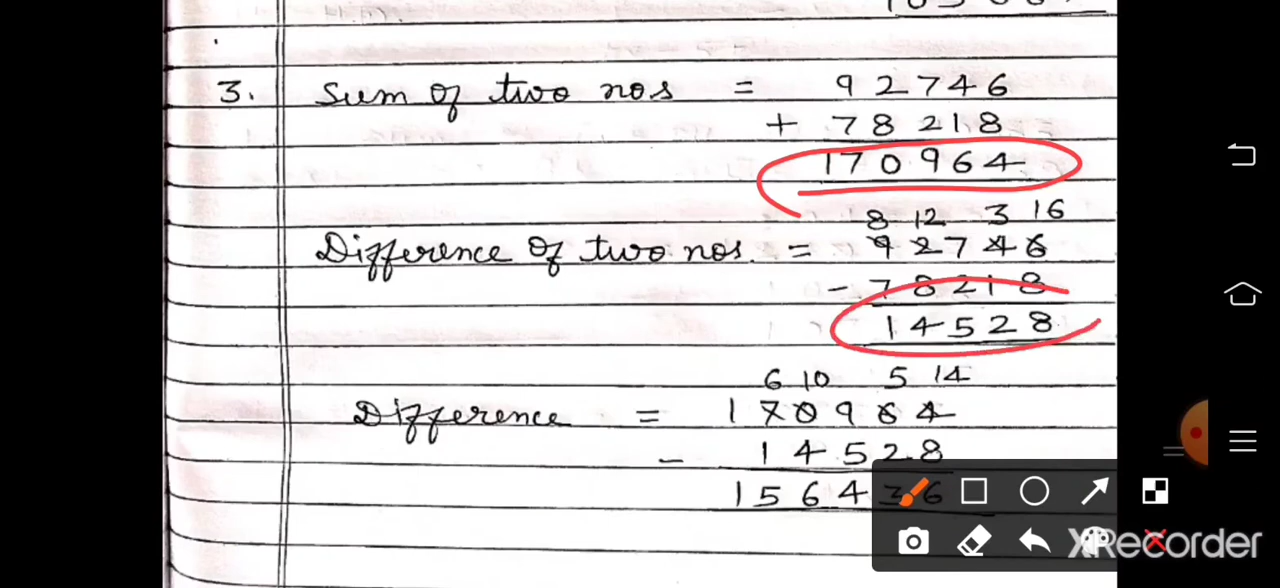 3. Sum of two nos = 92746
+ 78218
170964
8 12 3 16
Difference of two nos. = 92746
- 78218
14528
6 10 5 14
Difference = 170964
- 14528
156436
XRecorder